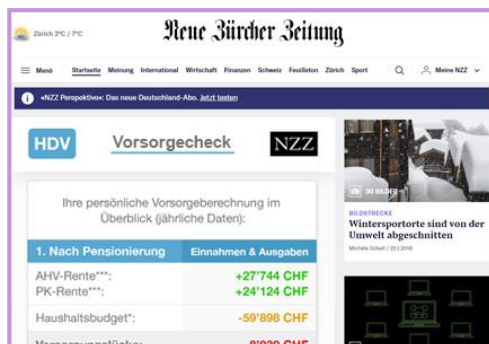 Zürich 2°C / 7°C
Neue Zürcher Zeitung
Menü Startseite Meinung International Wirtschaft Finanzen Schweiz Feuilleton Zürich Sport Meine NZZ
«NZZ Perspektive»: Das neue Deutschland-Abo. Jetzt testen
HDV Vorsorgecheck NZZ
Ihre persönliche Vorsorgeberechnung im
Überblick (jährliche Daten):
1. Nach Pensionierung Einnahmen & Ausgaben
AHV-Rente***: +27'744 CHF
PK-Rente***: +24'124 CHF
Haushaltsbudget*: -59'898 CHF
30 BILDER
BILDSTRECKE
Wintersportorte sind von der
Umwelt abgeschnitten